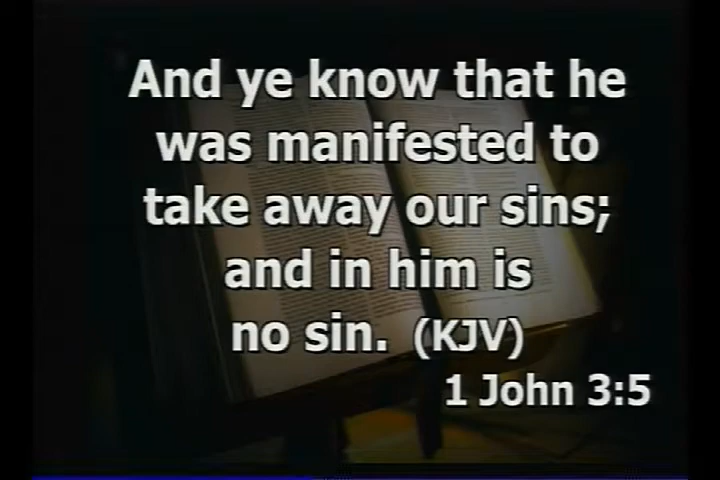 And ye know that he
was manifested to
take away our sins;
and in him is
no sin. (KJV)
1 John 3:5